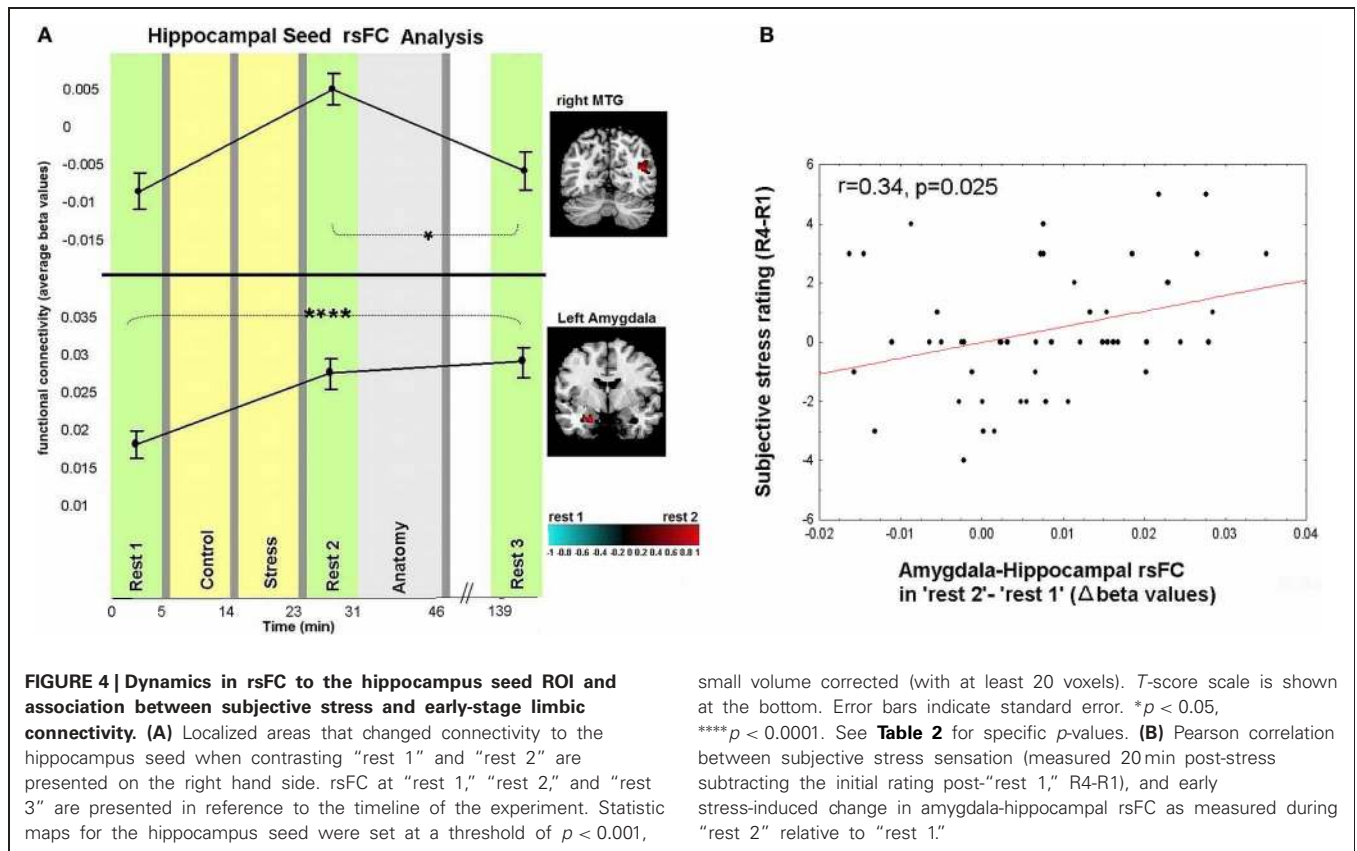 A
Hippocampal Seed rsFC Analysis
functional connectivity (average beta values)
0.005
0
-0.005
-0.01
-0.015
*
right MTG
0.035
0.03
0.025
0.02
0.015
0.01
****
Left Amygdala
rest 1 rest 2
-1 -0.8 -0.6 -0.4 -0.2 0 0.2 0.4 0.6 0.8 1
Rest 1
Control
Stress
Rest 2
Anatomy
Rest 3
0 5 14 23 31 46 // 139
Time (min)
B
r=0.34, p=0.025
Subjective stress rating (R4-R1)
6
4
2
0
-2
-4
-6
-0.02 -0.01 0.00 0.01 0.02 0.03 0.04
Amygdala-Hippocampal rsFC
in 'rest 2'- 'rest 1' (Δ beta values)
FIGURE 4 | Dynamics in rsFC to the hippocampus seed ROI and
association between subjective stress and early-stage limbic
connectivity. (A) Localized areas that changed connectivity to the
hippocampus seed when contrasting “rest 1” and “rest 2” are
presented on the right hand side. rsFC at “rest 1,” “rest 2,” and “rest
3” are presented in reference to the timeline of the experiment. Statistic
maps for the hippocampus seed were set at a threshold of p < 0.001,
small volume corrected (with at least 20 voxels). T-score scale is shown
at the bottom. Error bars indicate standard error. *p < 0.05,
****p < 0.0001. See Table 2 for specific p-values. (B) Pearson correlation
between subjective stress sensation (measured 20 min post-stress
subtracting the initial rating post-“rest 1,” R4-R1), and early
stress-induced change in amygdala-hippocampal rsFC as measured during
“rest 2” relative to “rest 1.”